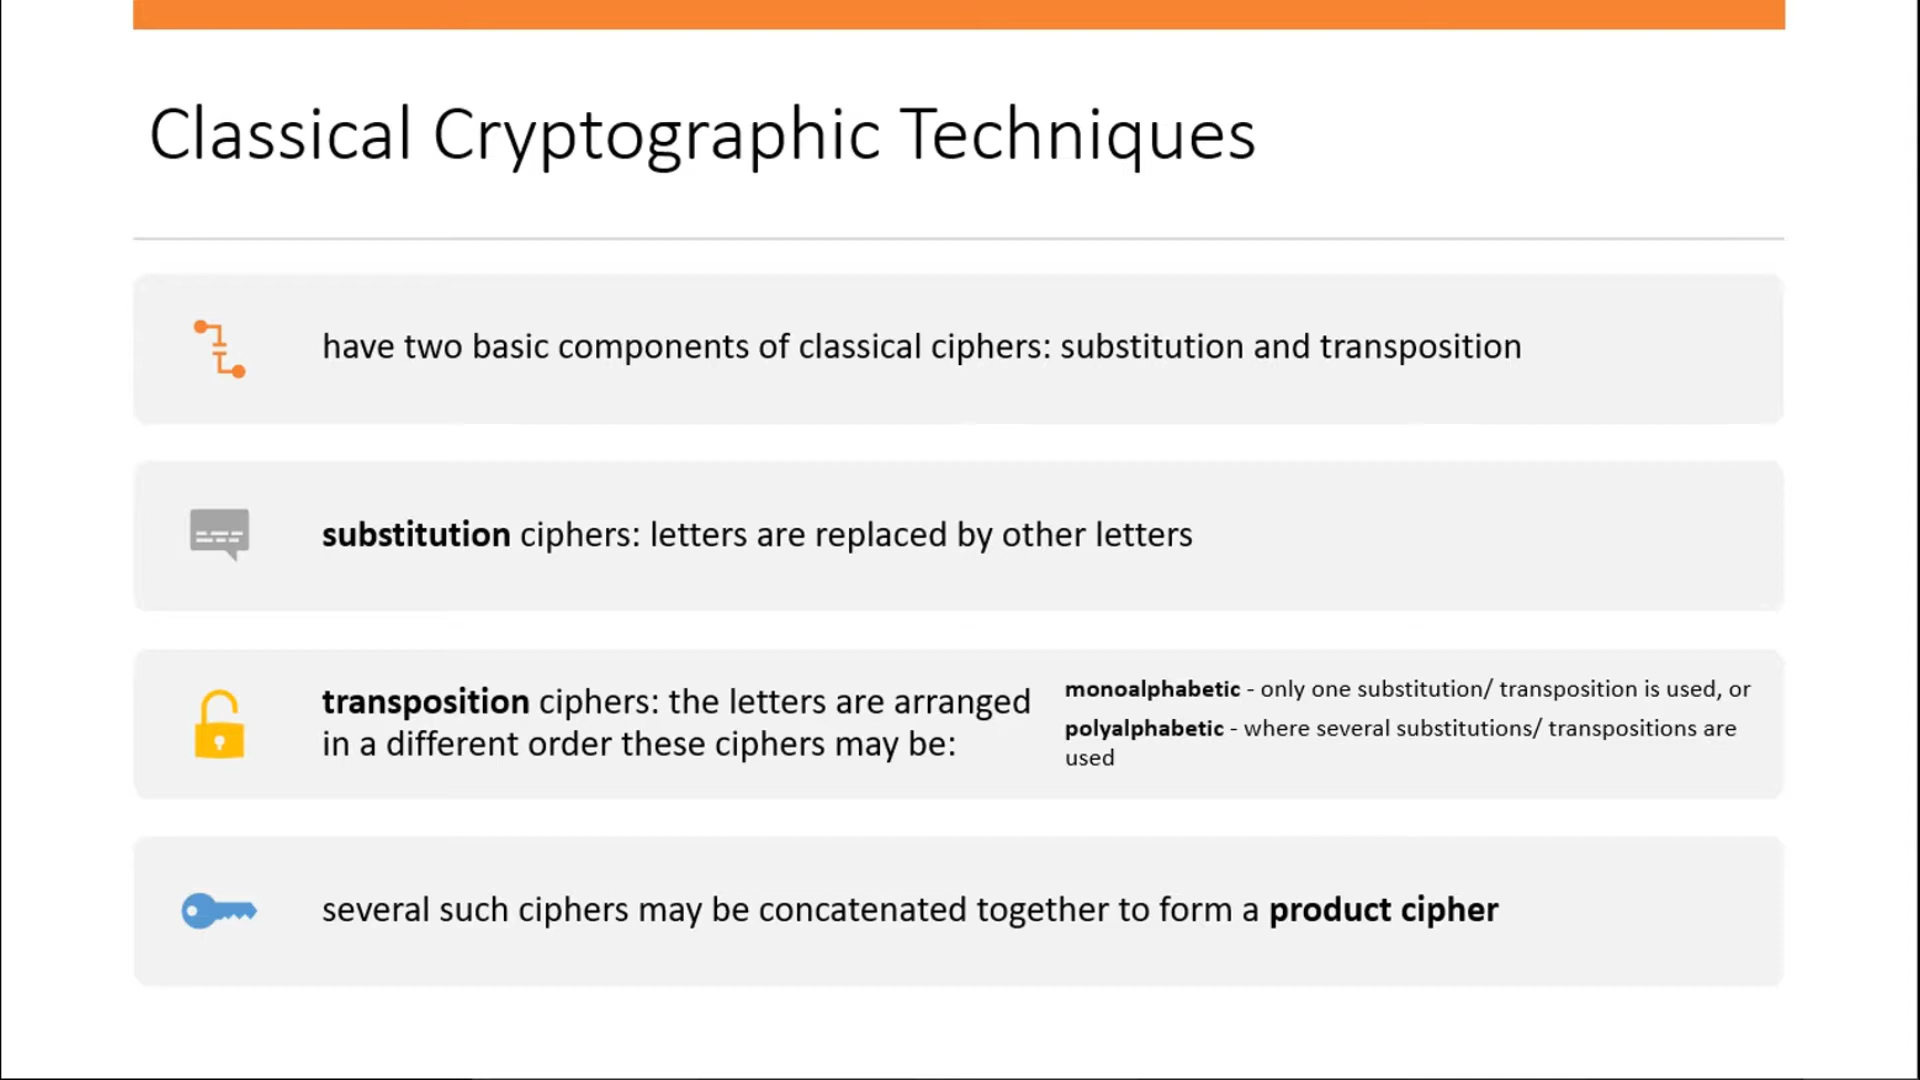 Classical Cryptographic Techniques
have two basic components of classical ciphers: substitution and transposition
substitution ciphers: letters are replaced by other letters
transposition ciphers: the letters are arranged
in a different order these ciphers may be:
monoalphabetic - only one substitution/ transposition is used, or
polyalphabetic - where several substitutions/ transpositions are
used
several such ciphers may be concatenated together to form a product cipher